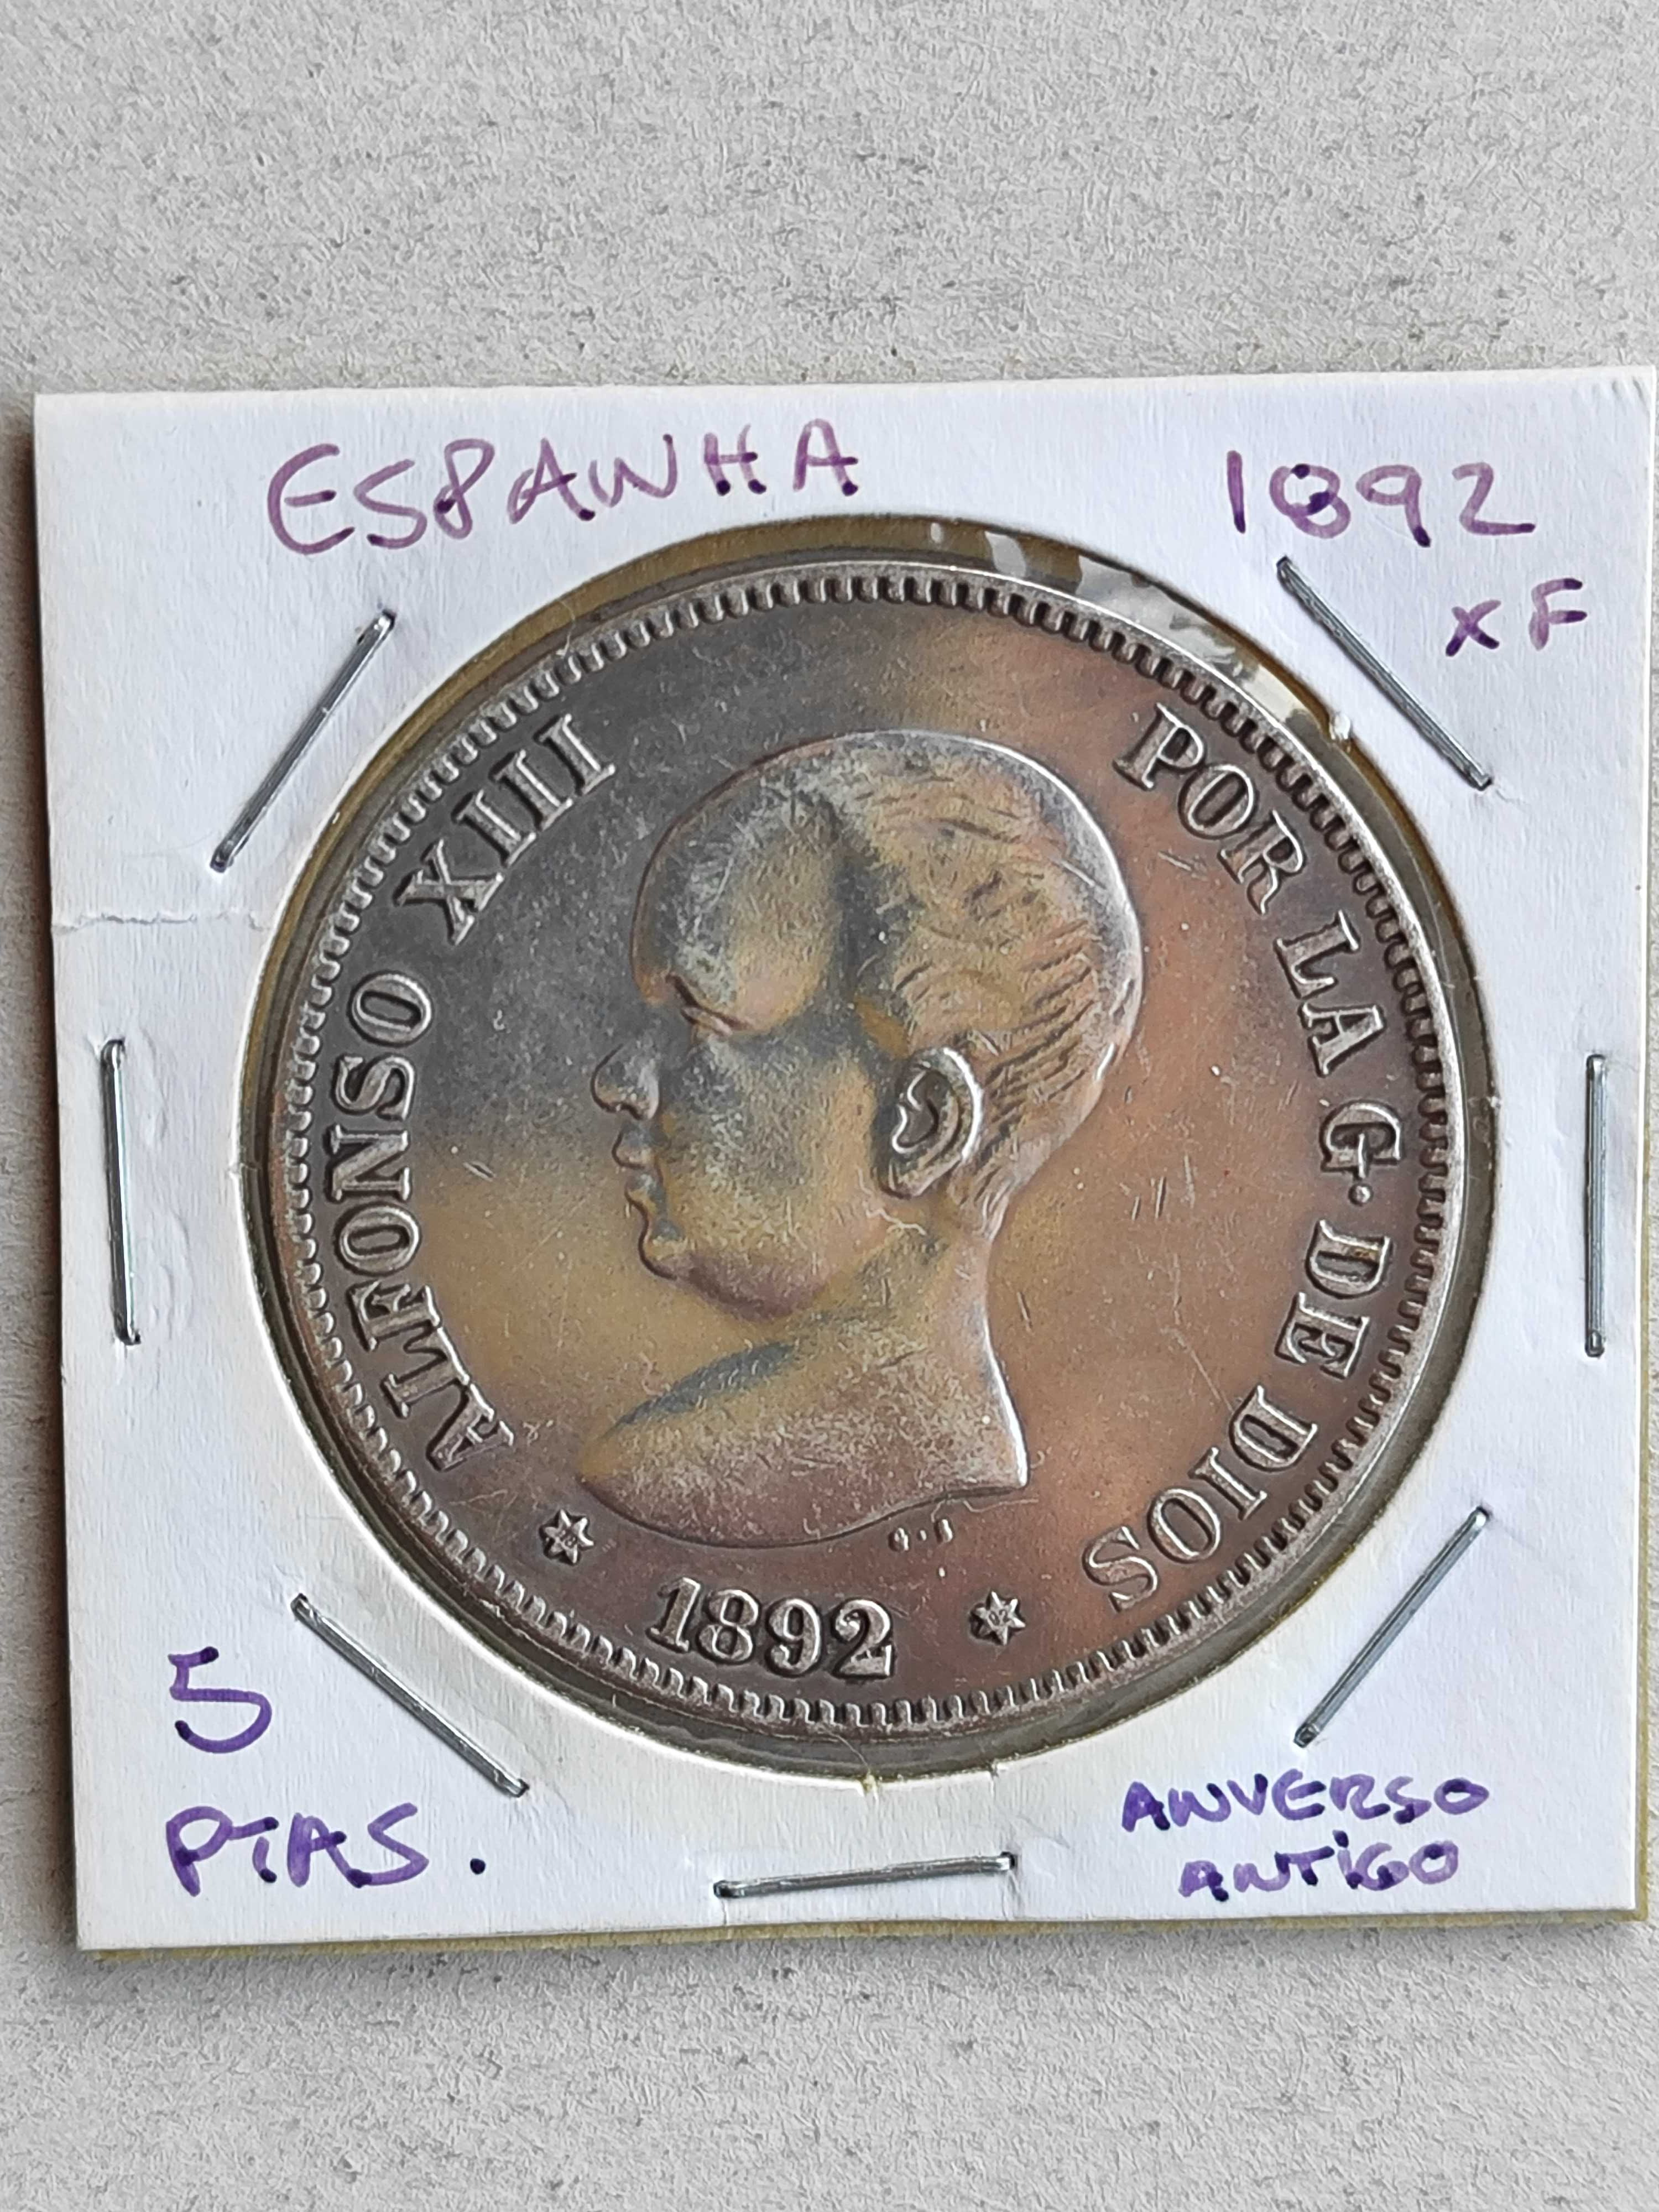 ESPANHA 1892
XF
ALFONSO XIII POR LA G. DE DIOS
1892
5
PTAS.
ANVERSO
ANTiGO